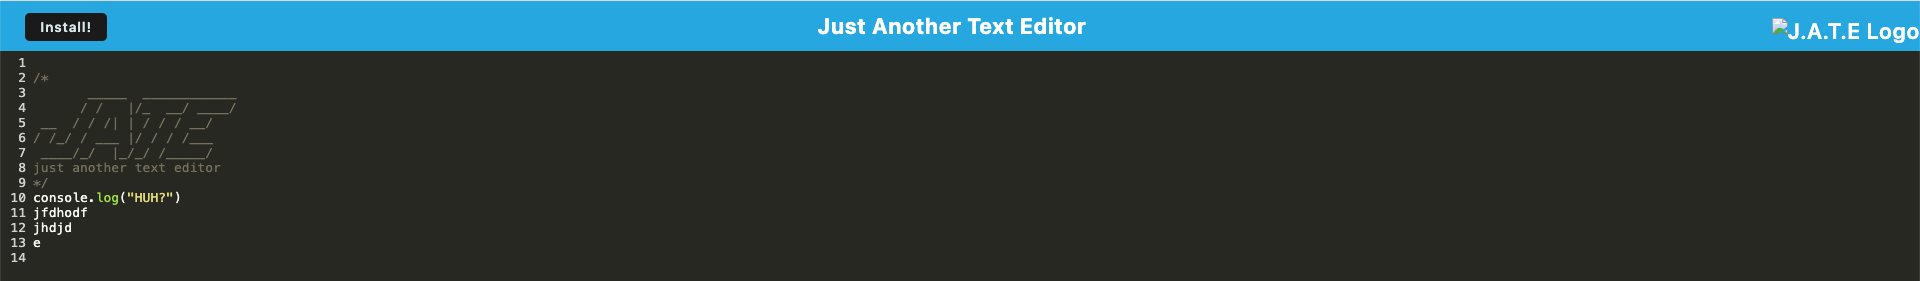 Install!
Just Another Text Editor
J.A.T.E Logo
1
2 /*
3        _____  ____________
4       / /   |/_  __/ ____/
5  __  / / /| | / / / __/
6 / /_/ / ___ |/ / / /___
7  ____/_/  |_/_/ /_____/
8 just another text editor
9 */
10 console.log("HUH?")
11 jfdhodf
12 jhdjd
13 e
14